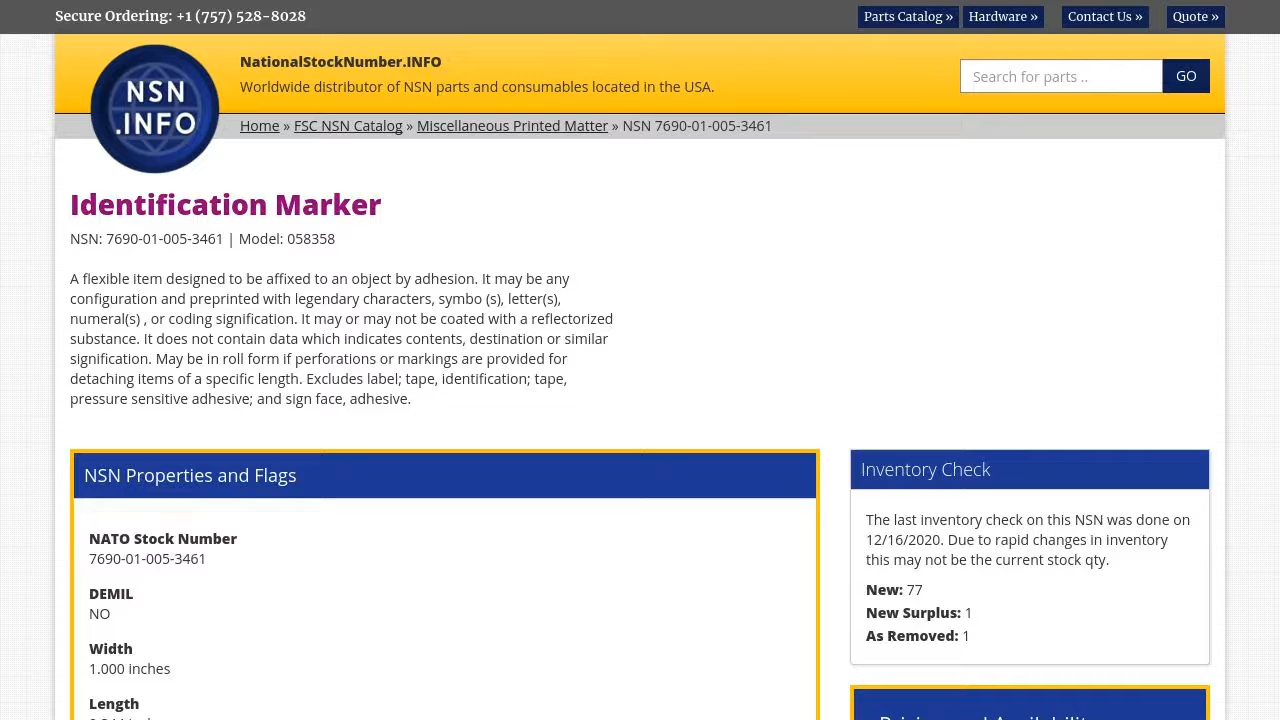 Secure Ordering: +1 (757) 528-8028
Parts Catalog »
Hardware »
Contact Us »
Quote »
NSN
.INFO
NationalStockNumber.INFO
Worldwide distributor of NSN parts and consumables located in the USA.
Search for parts ..
GO
Home » FSC NSN Catalog » Miscellaneous Printed Matter » NSN 7690-01-005-3461
Identification Marker
NSN: 7690-01-005-3461 | Model: 058358
A flexible item designed to be affixed to an object by adhesion. It may be any
configuration and preprinted with legendary characters, symbo (s), letter(s),
numeral(s) , or coding signification. It may or may not be coated with a reflectorized
substance. It does not contain data which indicates contents, destination or similar
signification. May be in roll form if perforations or markings are provided for
detaching items of a specific length. Excludes label; tape, identification; tape,
pressure sensitive adhesive; and sign face, adhesive.
NSN Properties and Flags
NATO Stock Number
7690-01-005-3461
DEMIL
NO
Width
1.000 inches
Length
Inventory Check
The last inventory check on this NSN was done on
12/16/2020. Due to rapid changes in inventory
this may not be the current stock qty.
New: 77
New Surplus: 1
As Removed: 1